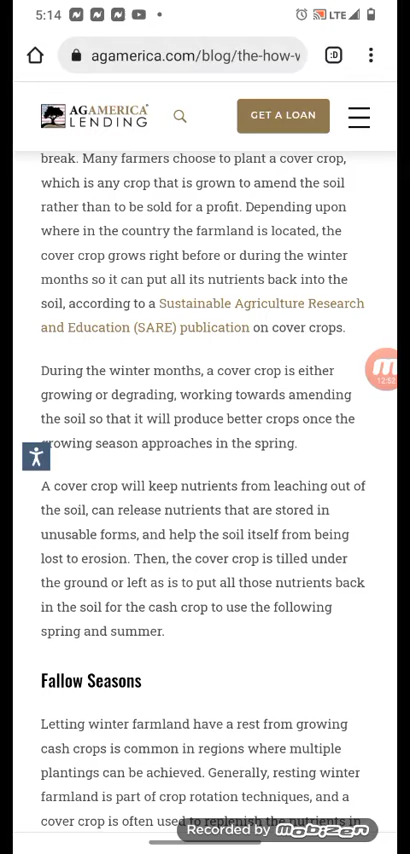 5:14
LTE
agamerica.com/blog/the-how-v
:D
AGAMERICA
LENDING
GET A LOAN
break. Many farmers choose to plant a cover crop,
which is any crop that is grown to amend the soil
rather than to be sold for a profit. Depending upon
where in the country the farmland is located, the
cover crop grows right before or during the winter
months so it can put all its nutrients back into the
soil, according to a Sustainable Agriculture Research
and Education (SARE) publication on cover crops.
During the winter months, a cover crop is either
12:52
growing or degrading, working towards amending
the soil so that it will produce better crops once the
growing season approaches in the spring.
A cover crop will keep nutrients from leaching out of
the soil, can release nutrients that are stored in
unusable forms, and help the soil itself from being
lost to erosion. Then, the cover crop is tilled under
the ground or left as is to put all those nutrients back
in the soil for the cash crop to use the following
spring and summer.
Fallow Seasons
Letting winter farmland have a rest from growing
cash crops is common in regions where multiple
plantings can be achieved. Generally, resting winter
farmland is part of crop rotation techniques, and a
cover crop is often used to replenish the nutrients in
Recorded by mobizen